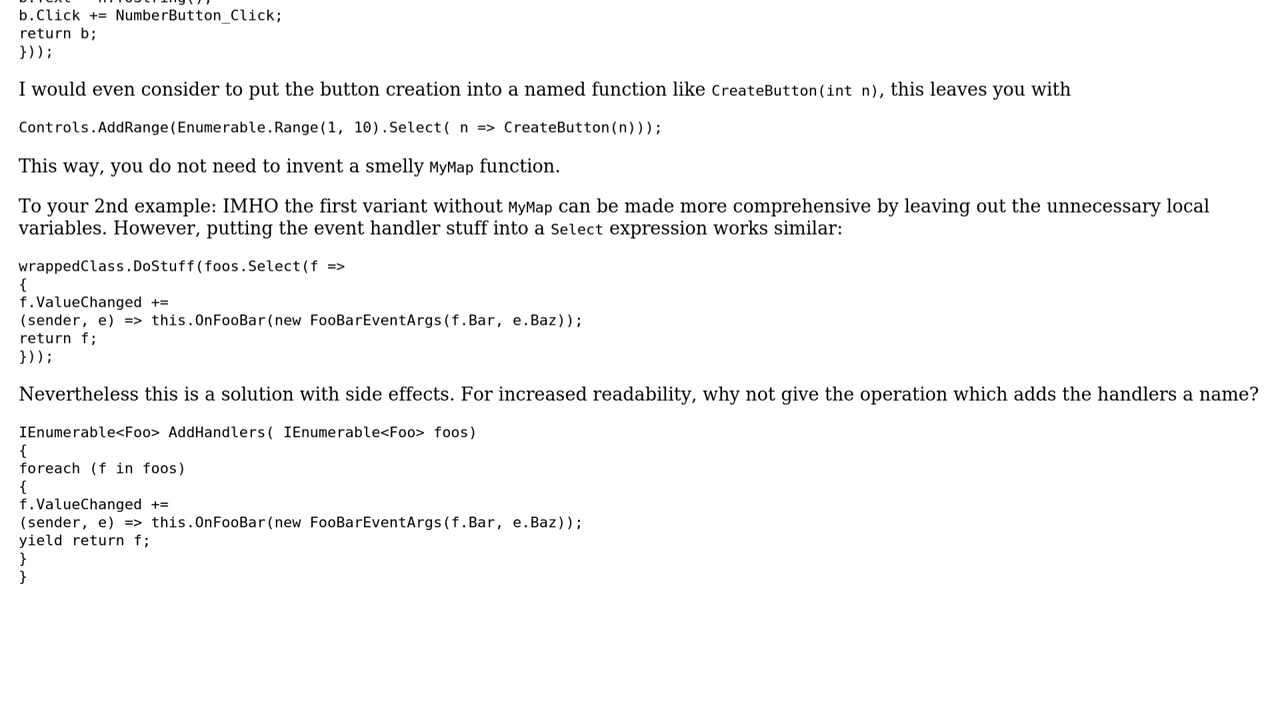 b.Text = n.ToString();
b.Click += NumberButton_Click;
return b;
}));
I would even consider to put the button creation into a named function like CreateButton(int n), this leaves you with
Controls.AddRange(Enumerable.Range(1, 10).Select( n => CreateButton(n)));
This way, you do not need to invent a smelly MyMap function.
To your 2nd example: IMHO the first variant without MyMap can be made more comprehensive by leaving out the unnecessary local
variables. However, putting the event handler stuff into a Select expression works similar:
wrappedClass.DoStuff(foos.Select(f =>
{
f.ValueChanged +=
(sender, e) => this.OnFooBar(new FooBarEventArgs(f.Bar, e.Baz));
return f;
}));
Nevertheless this is a solution with side effects. For increased readability, why not give the operation which adds the handlers a name?
IEnumerable<Foo> AddHandlers( IEnumerable<Foo> foos)
{
foreach (f in foos)
{
f.ValueChanged +=
(sender, e) => this.OnFooBar(new FooBarEventArgs(f.Bar, e.Baz));
yield return f;
}
}